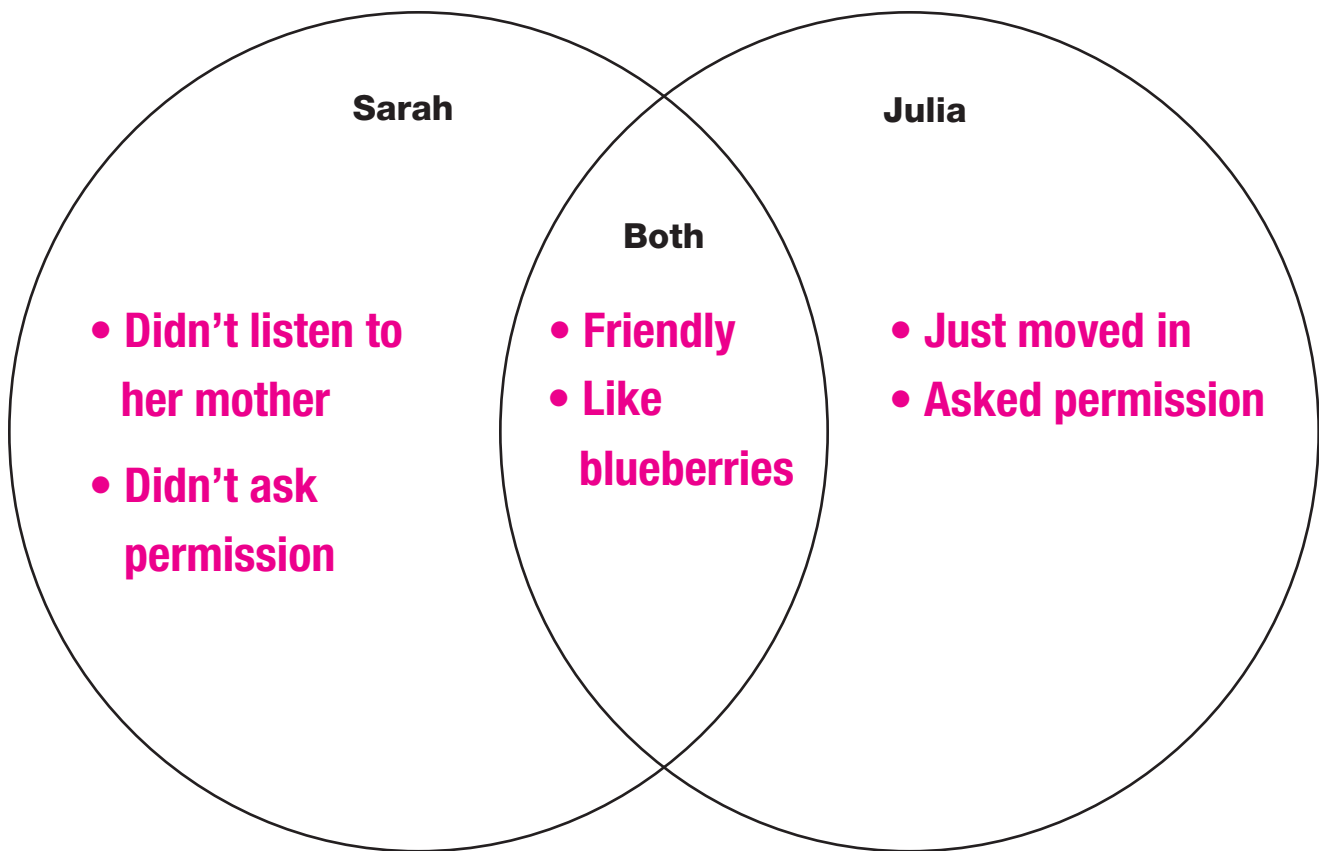 Sarah
Julia
Both
• Didn’t listen to
her mother
• Didn’t ask
permission
• Friendly
• Like
blueberries
• Just moved in
• Asked permission